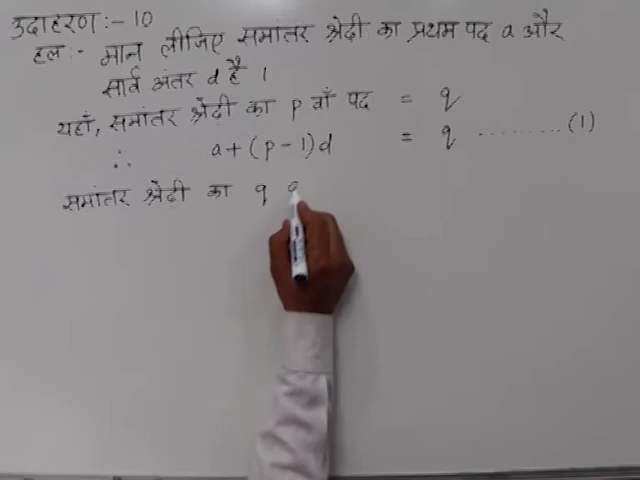 उदाहरण:- 10
हल:- मान लीजिए समांतर श्रेढ़ी का प्रथम पद a और
सार्व अंतर d है ।
यहाँ, समांतर श्रेढ़ी का p वाँ पद = q
∴ a + (p - 1)d = q ......... (1)
समांतर श्रेढ़ी का q